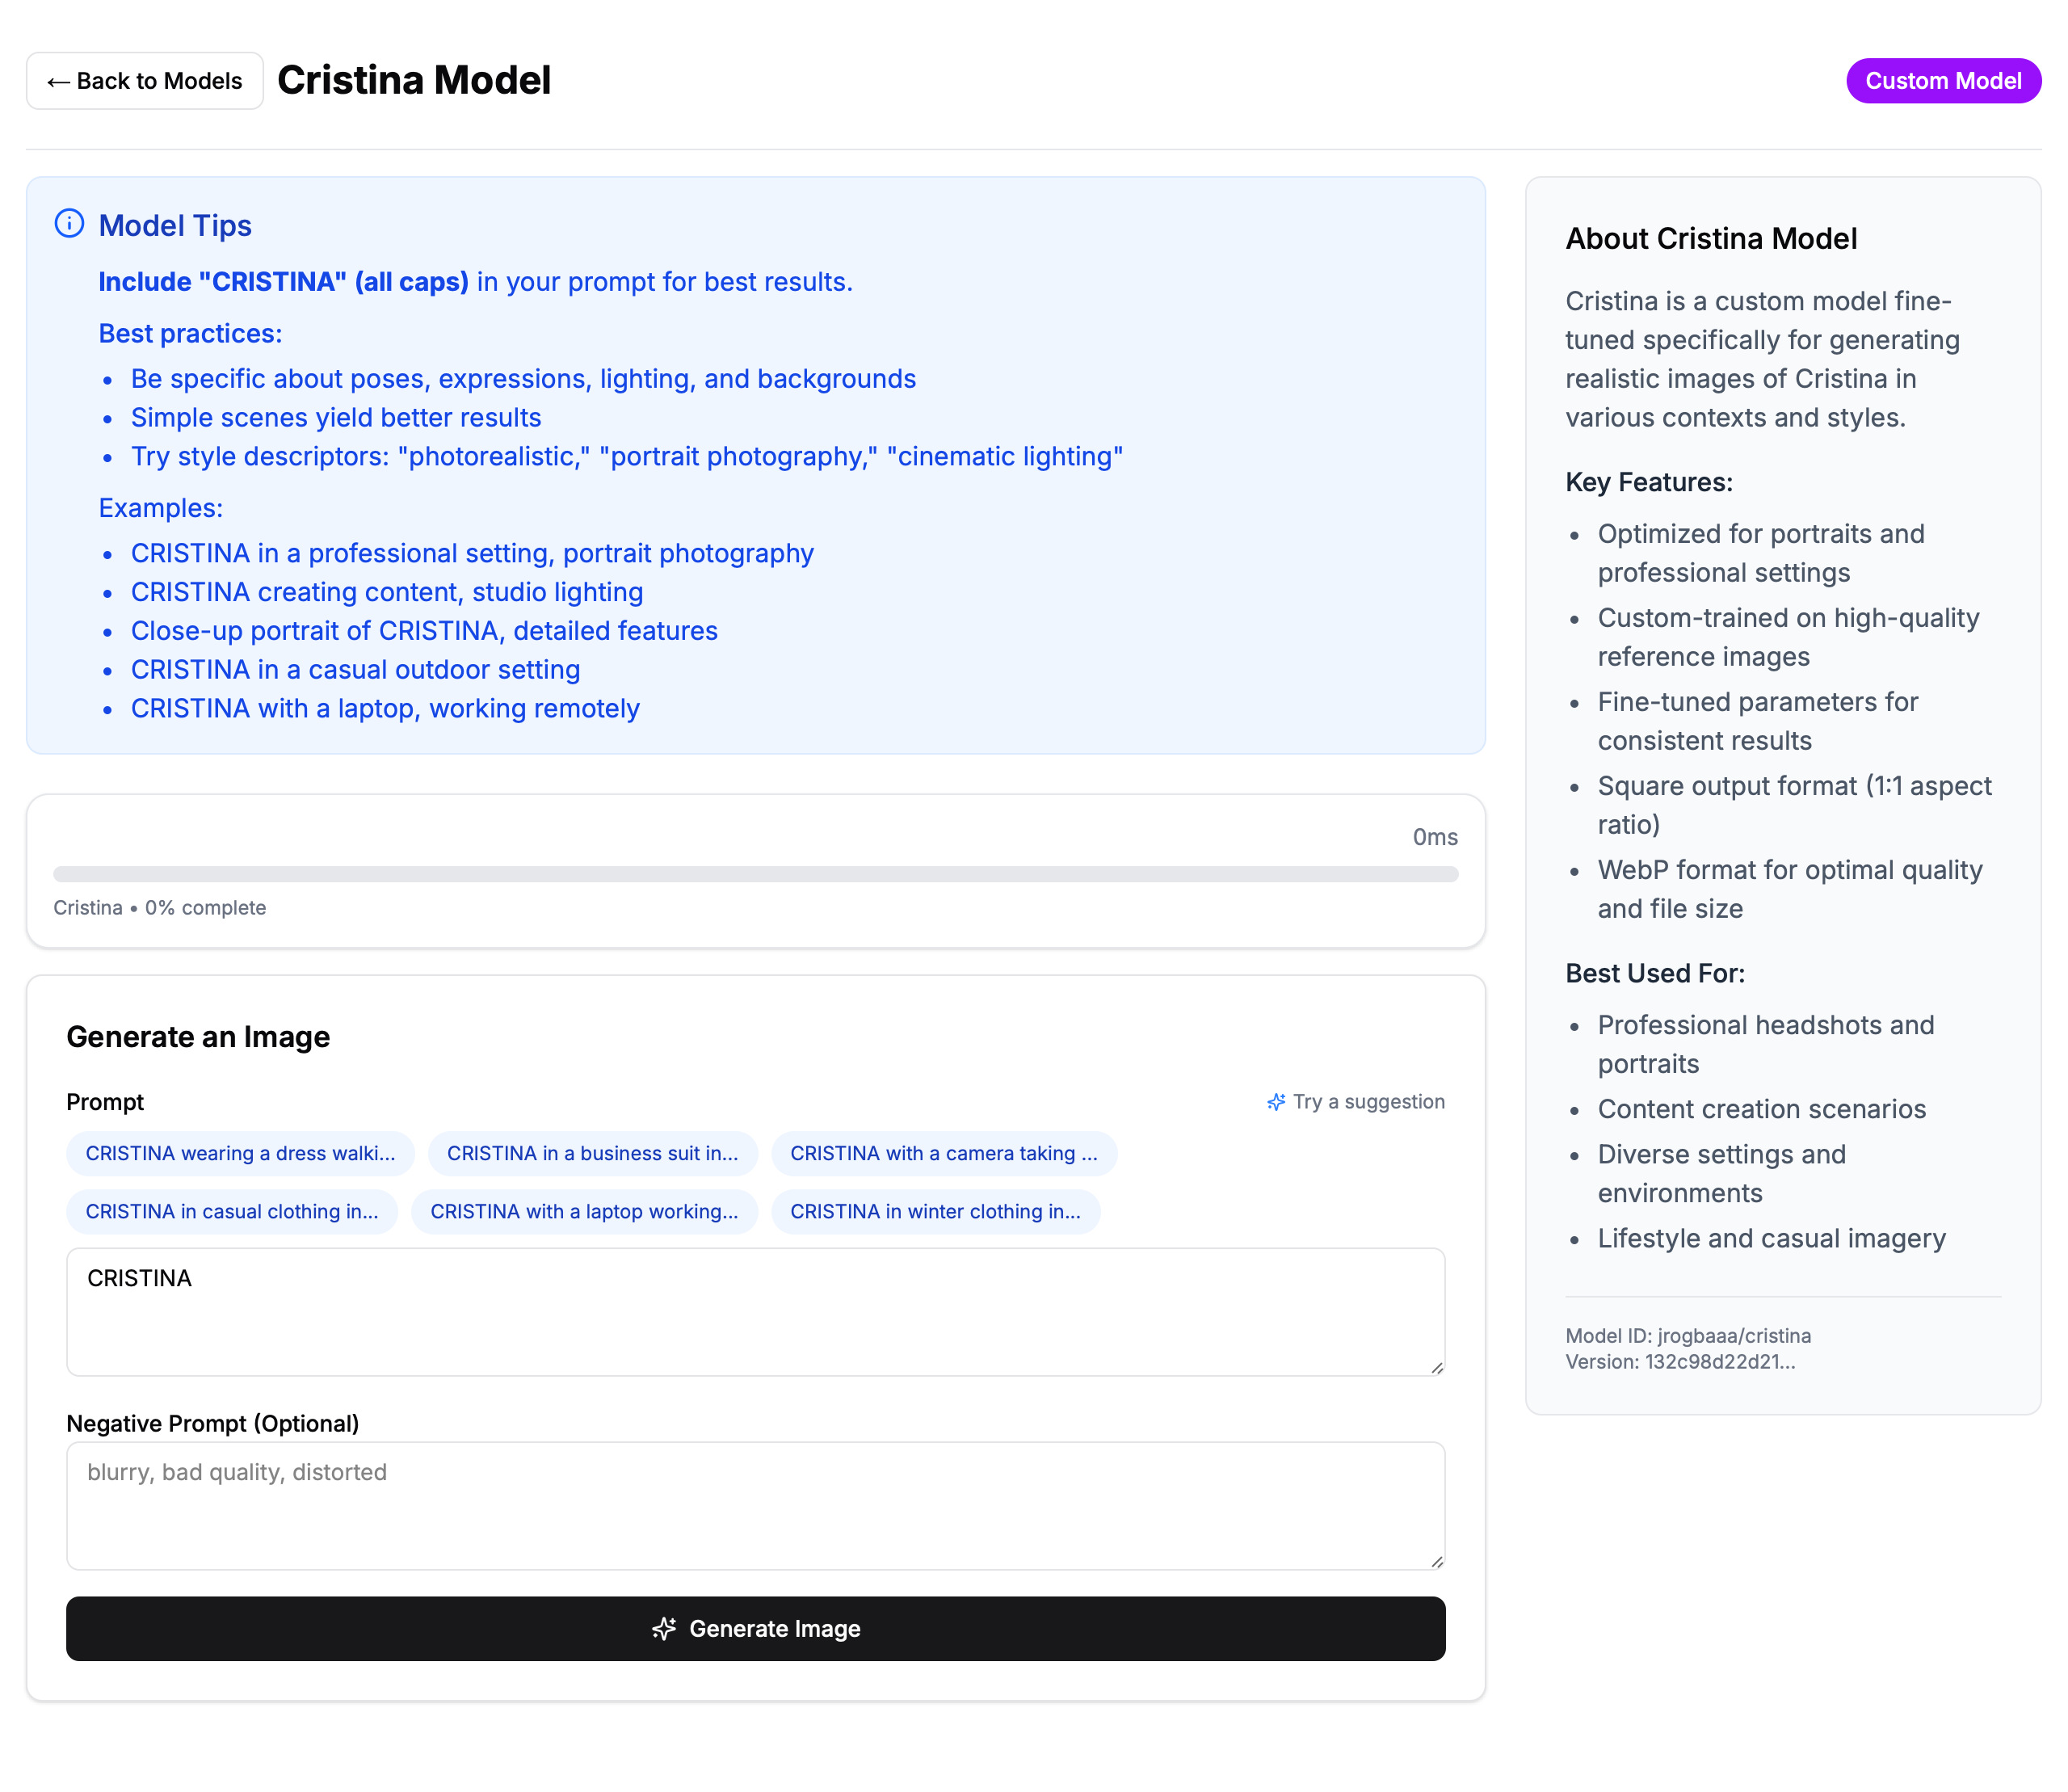 ← Back to Models
Cristina Model
Custom Model
Model Tips
Include "CRISTINA" (all caps) in your prompt for best results.
Best practices:
• Be specific about poses, expressions, lighting, and backgrounds
• Simple scenes yield better results
• Try style descriptors: "photorealistic," "portrait photography," "cinematic lighting"
Examples:
• CRISTINA in a professional setting, portrait photography
• CRISTINA creating content, studio lighting
• Close-up portrait of CRISTINA, detailed features
• CRISTINA in a casual outdoor setting
• CRISTINA with a laptop, working remotely
0ms
Cristina • 0% complete
Generate an Image
Prompt
Try a suggestion
CRISTINA wearing a dress walki...
CRISTINA in a business suit in...
CRISTINA with a camera taking ...
CRISTINA in casual clothing in...
CRISTINA with a laptop working...
CRISTINA in winter clothing in...
CRISTINA
Negative Prompt (Optional)
blurry, bad quality, distorted
Generate Image
About Cristina Model
Cristina is a custom model fine-
tuned specifically for generating
realistic images of Cristina in
various contexts and styles.
Key Features:
• Optimized for portraits and
professional settings
• Custom-trained on high-quality
reference images
• Fine-tuned parameters for
consistent results
• Square output format (1:1 aspect
ratio)
• WebP format for optimal quality
and file size
Best Used For:
• Professional headshots and
portraits
• Content creation scenarios
• Diverse settings and
environments
• Lifestyle and casual imagery
Model ID: jrogbaaa/cristina
Version: 132c98d22d21...